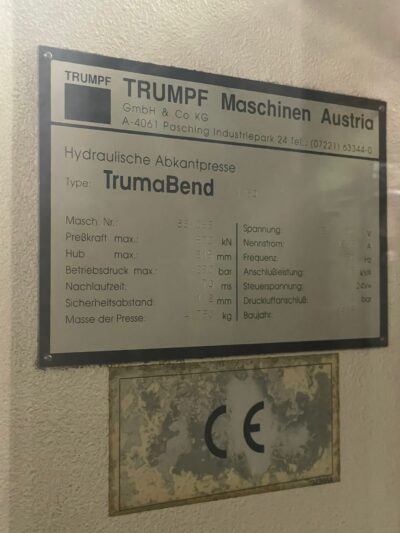 TRUMPF
TRUMPF Maschinen Austria
GmbH & Co KG
A-4061 Pasching Industriepark 24 Tel.: (07221) 63344-0
Hydraulische Abkantpresse
Type: TrumaBend
Masch. Nr.:
Preßkraft max.: kN
Hub max.: mm
Betriebsdruck max.: bar
Nachlaufzeit: ms
Sicherheitsabstand: mm
Masse der Presse: kg
Spannung: V
Nennstrom: A
Frequenz: Hz
Anschlußleistung: kVA
Steuerspannung: 24V=
Druckluftanschluß: bar
Baujahr:
CE